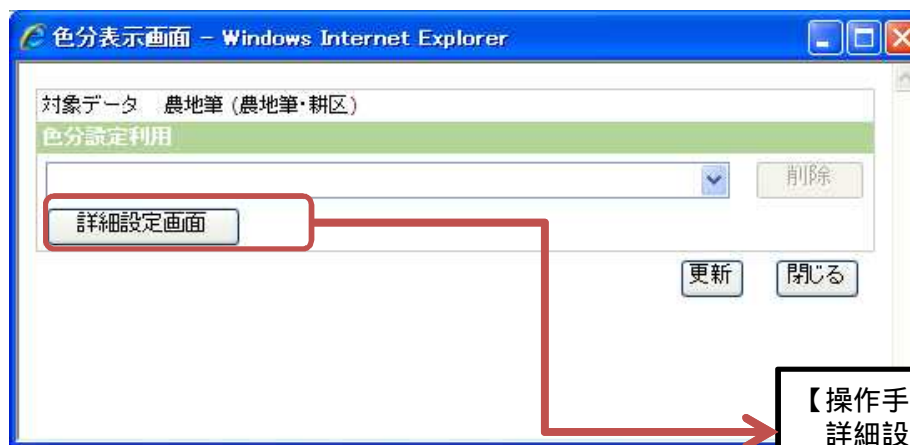 色分表示画面 - Windows Internet Explorer
対象データ 農地筆 (農地筆・耕区)
色分設定利用
削除
詳細設定画面
更新 閉じる
【操作手
詳細設